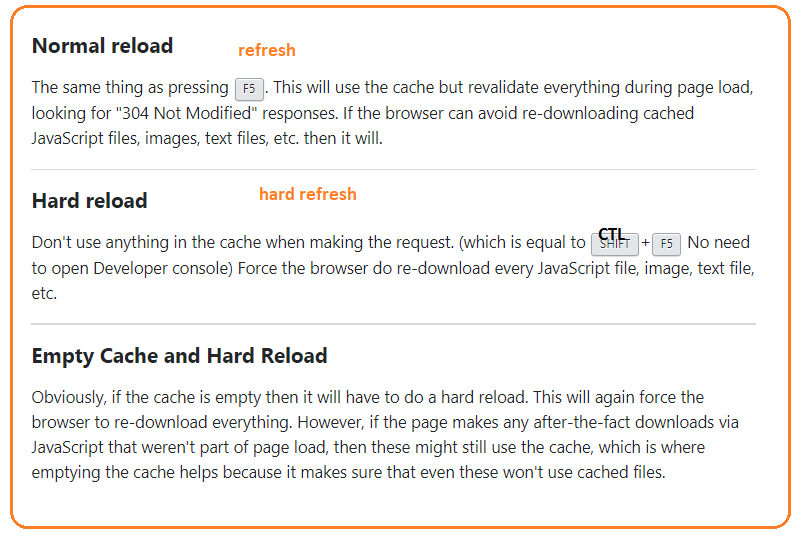 Normal reload refresh
The same thing as pressing F5. This will use the cache but revalidate everything during page load,
looking for "304 Not Modified" responses. If the browser can avoid re-downloading cached
JavaScript files, images, text files, etc. then it will.
Hard reload hard refresh
Don't use anything in the cache when making the request. (which is equal to CTL SHIFT + F5 No need
to open Developer console) Force the browser do re-download every JavaScript file, image, text file,
etc.
Empty Cache and Hard Reload
Obviously, if the cache is empty then it will have to do a hard reload. This will again force the
browser to re-download everything. However, if the page makes any after-the-fact downloads via
JavaScript that weren't part of page load, then these might still use the cache, which is where
emptying the cache helps because it makes sure that even these won't use cached files.